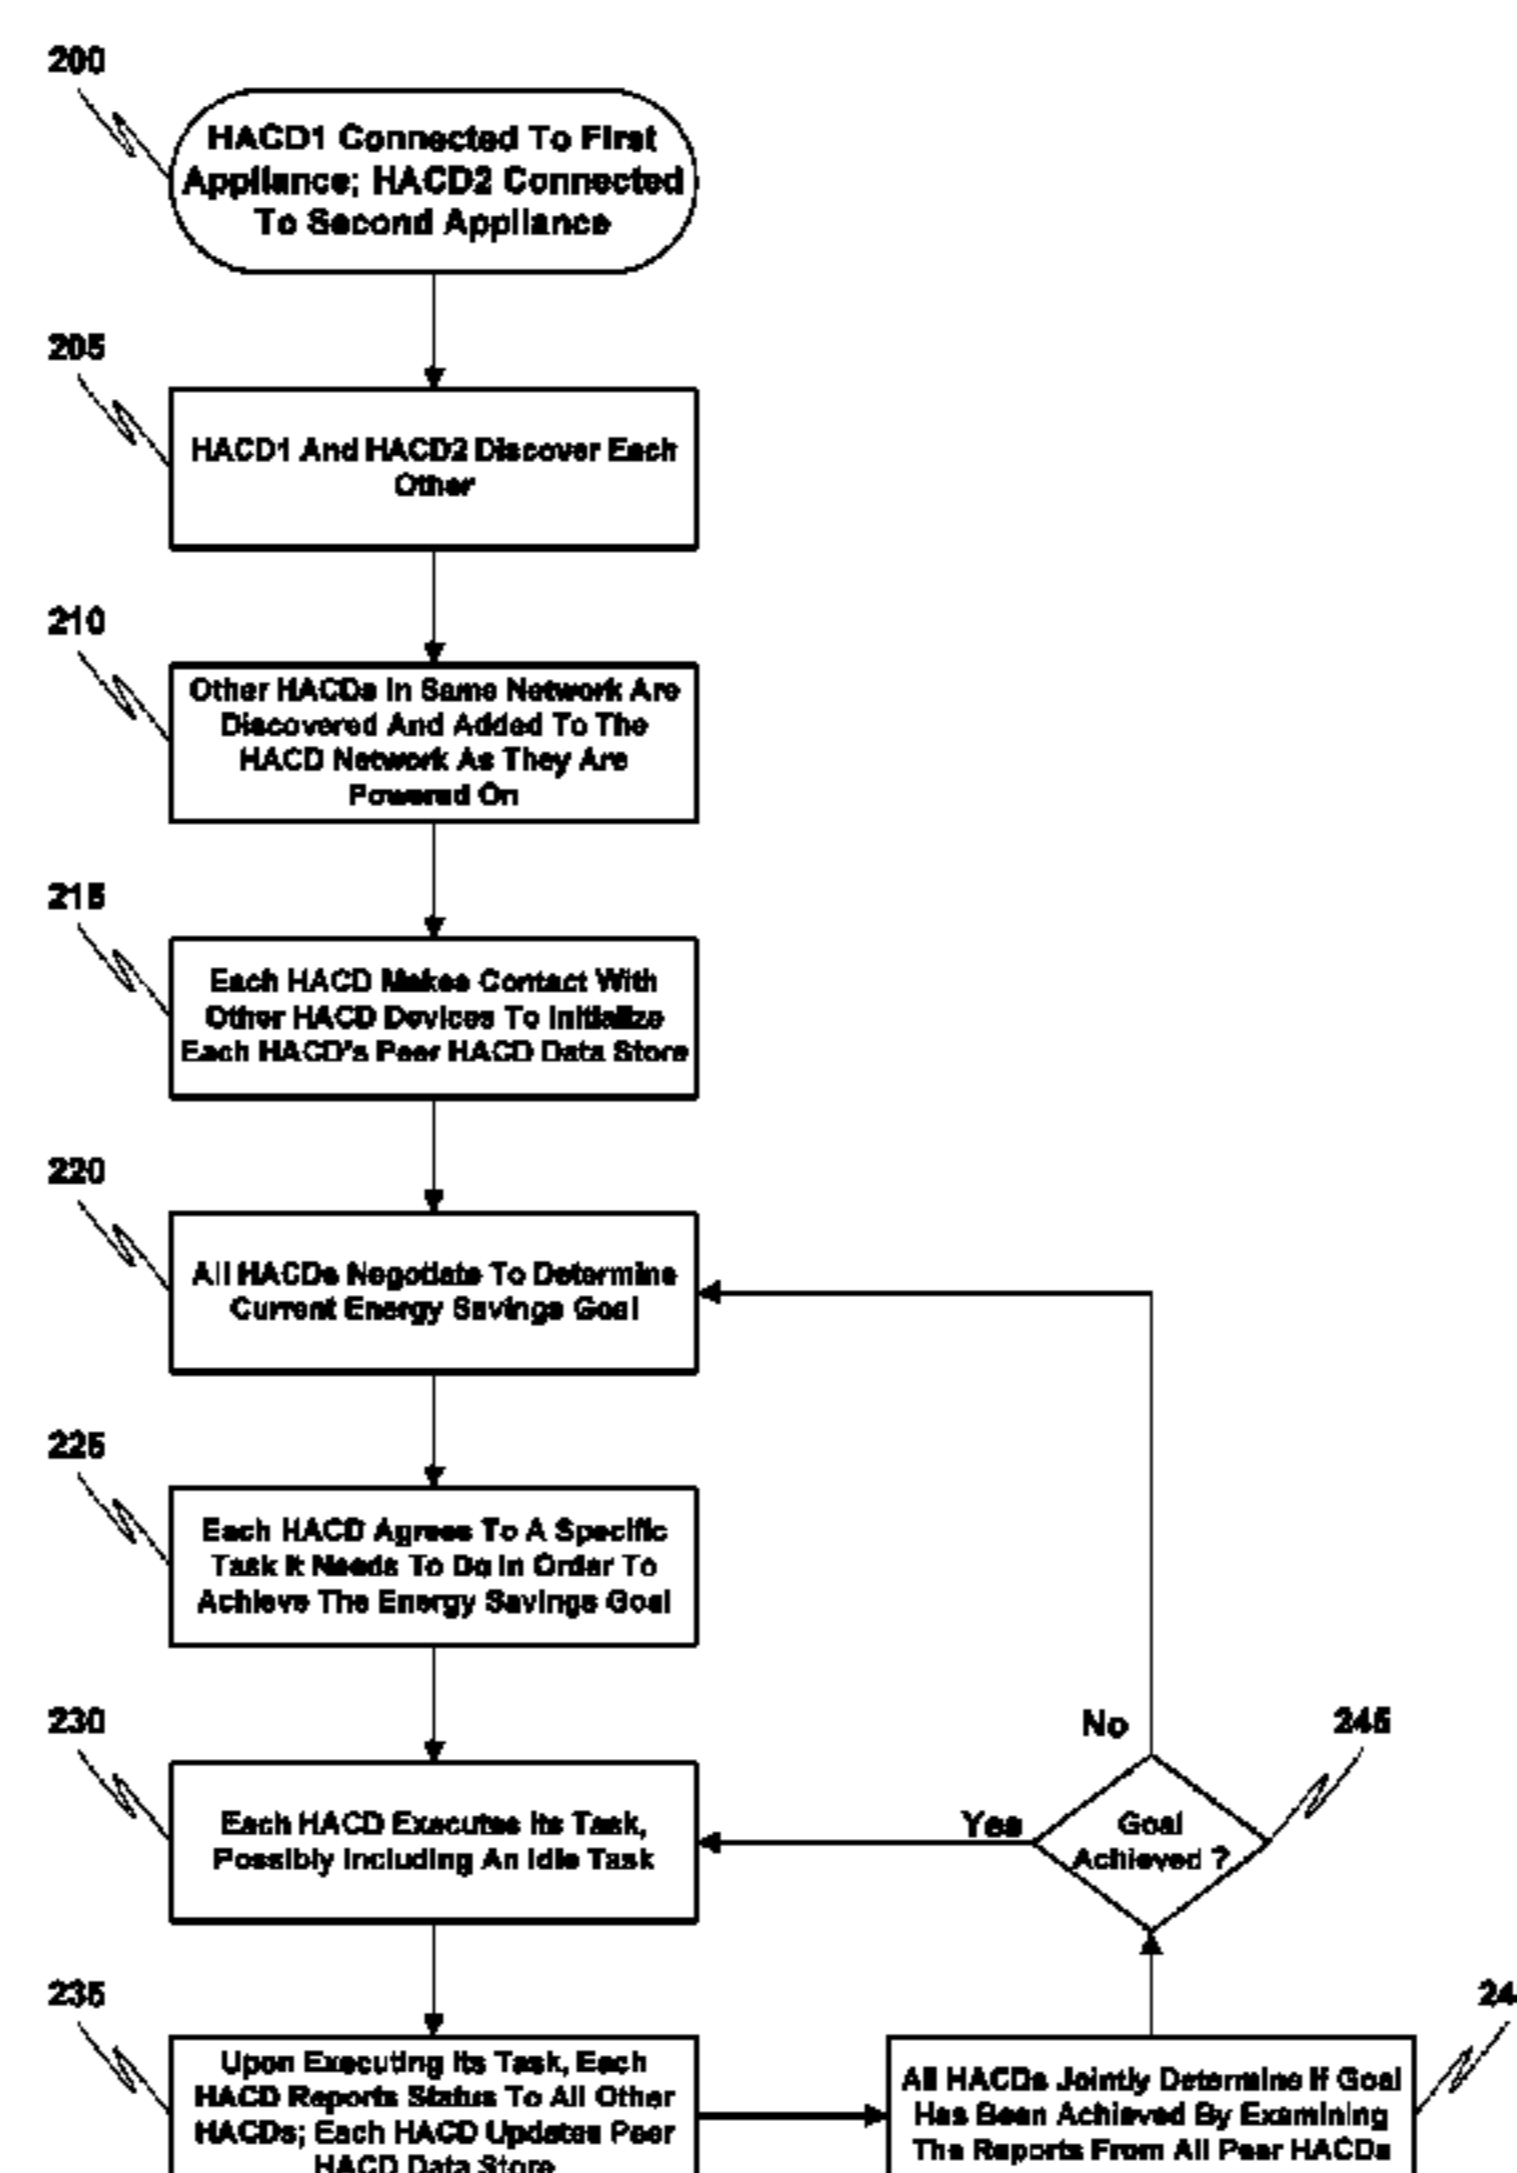 200
HACD1 Connected To First
Appliance; HACD2 Connected
To Second Appliance
205
HACD1 And HACD2 Discover Each
Other
210
Other HACDs In Same Network Are
Discovered And Added To The
HACD Network As They Are
Powered On
215
Each HACD Makes Contact With
Other HACD Devices To Initialize
Each HACD's Peer HACD Data Store
220
All HACDs Negotiate To Determine
Current Energy Savings Goal
225
Each HACD Agrees To A Specific
Task It Needs To Do In Order To
Achieve The Energy Savings Goal
230
Each HACD Executes Its Task,
Possibly Including An Idle Task
No
245
Yes
Goal
Achieved ?
235
Upon Executing Its Task, Each
HACD Reports Status To All Other
HACDs; Each HACD Updates Peer
HACD Data Store
24
All HACDs Jointly Determine If Goal
Has Been Achieved By Examining
The Reports From All Peer HACDs